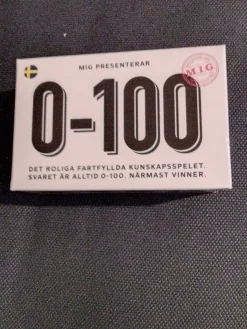 MIG PRESENTERAR
MIG
0-100
DET ROLIGA FARTFYLLDA KUNSKAPSSPELET.
SVARET ÄR ALLTID 0-100. NÄRMAST VINNER.